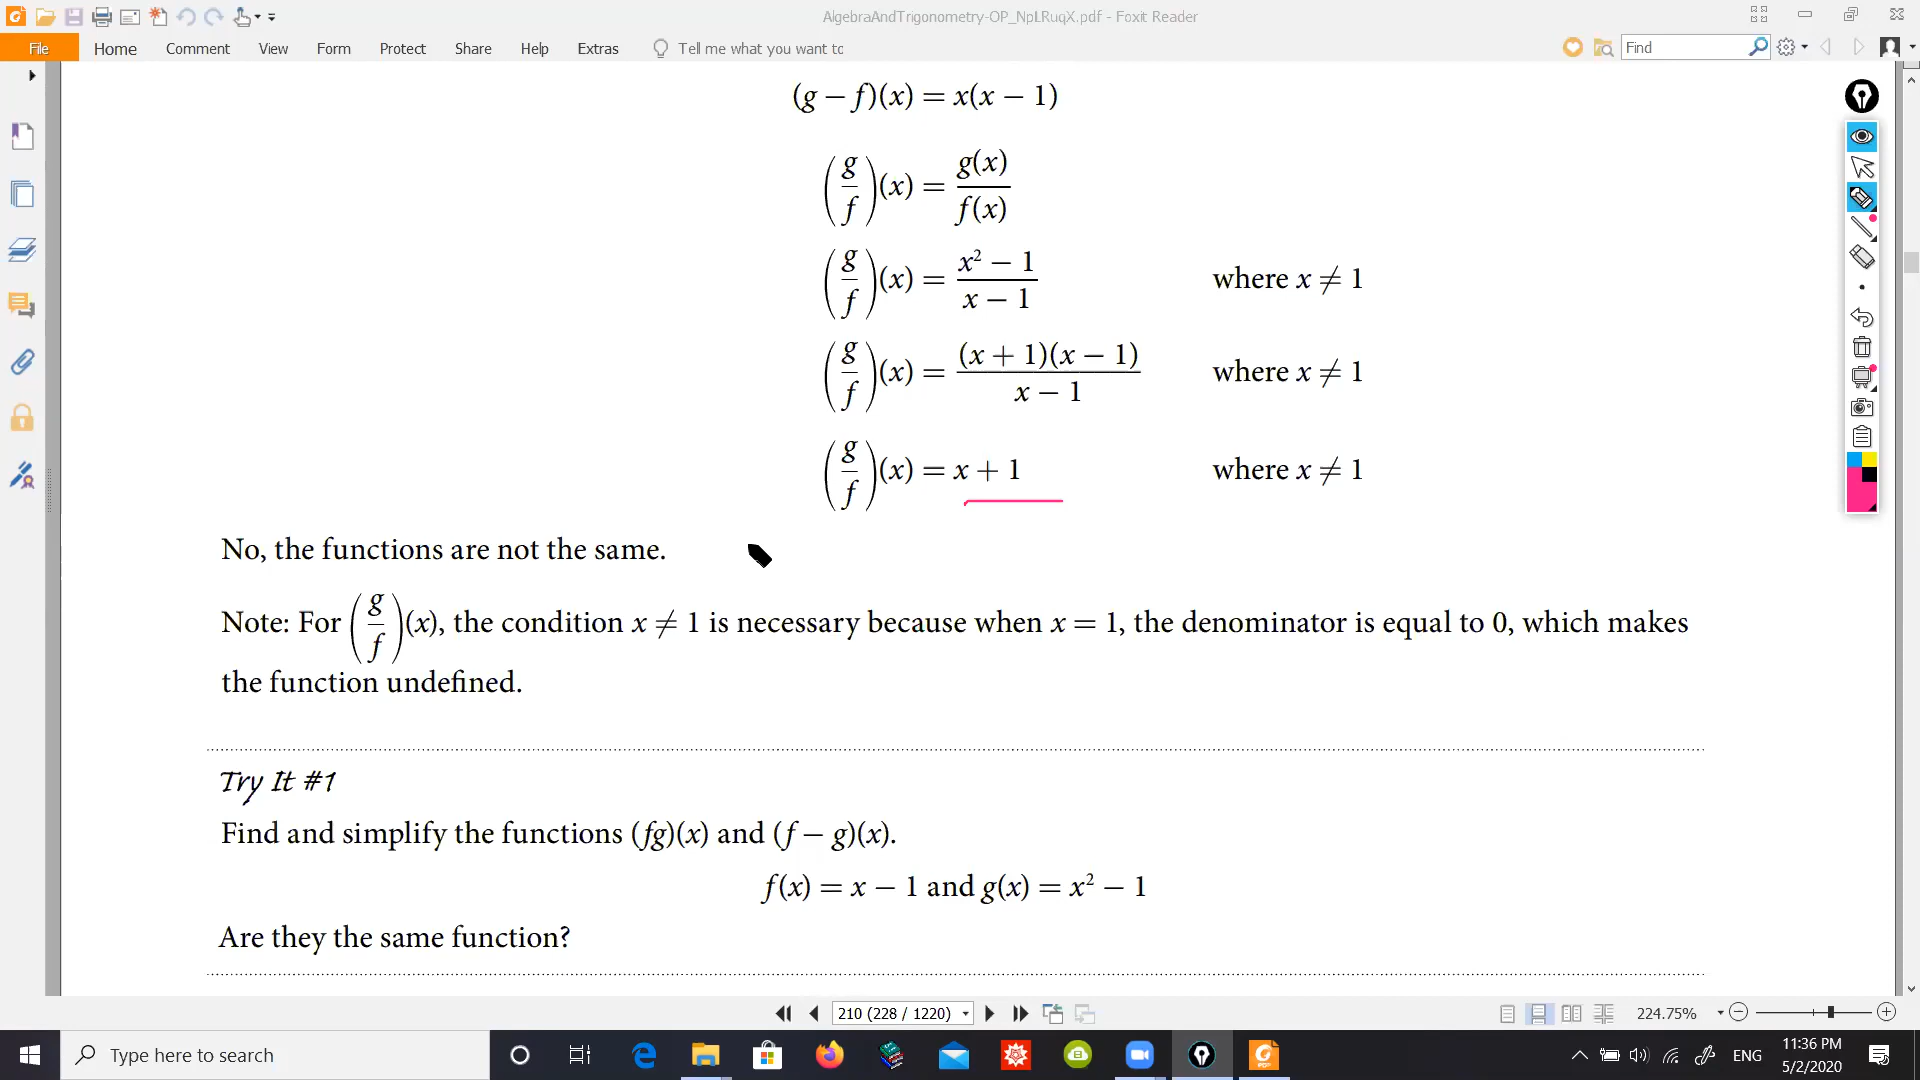 AlgebraAndTrigonometry-OP_NpLRuqX.pdf - Foxit Reader
File Home Comment View Form Protect Share Help Extras Tell me what you want to Find
(g − f)(x) = x(x − 1)
(g/f)(x) = g(x)/f(x)
(g/f)(x) = (x² − 1)/(x − 1) where x ≠ 1
(g/f)(x) = (x + 1)(x − 1)/(x − 1) where x ≠ 1
(g/f)(x) = x + 1 where x ≠ 1
No, the functions are not the same.
Note: For (g/f)(x), the condition x ≠ 1 is necessary because when x = 1, the denominator is equal to 0, which makes
the function undefined.
Try It #1
Find and simplify the functions (fg)(x) and (f − g)(x).
f(x) = x − 1 and g(x) = x² − 1
Are they the same function?
210 (228 / 1220) 224.75%
Type here to search ENG 11:36 PM
5/2/2020